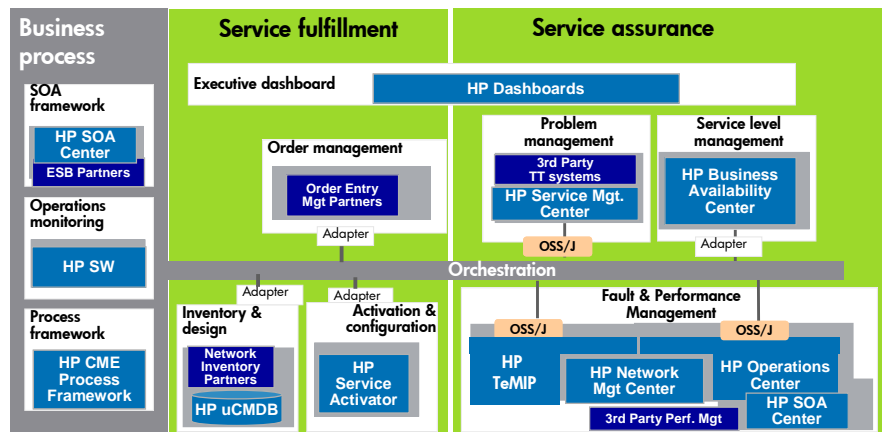 Business
process
SOA
framework
HP SOA
Center
ESB Partners
Operations
monitoring
HP SW
Process
framework
HP CME
Process
Framework
Service fulfillment
Service assurance
Executive dashboard
HP Dashboards
Order management
Order Entry
Mgt Partners
Adapter
Problem
management
3rd Party
TT systems
HP Service Mgt.
Center
OSS/J
Service level
management
HP Business
Availability
Center
Adapter
Orchestration
Adapter
Inventory &
design
Network
Inventory
Partners
HP uCMDB
Adapter
Activation &
configuration
HP
Service
Activator
Fault & Performance
Management
OSS/J
HP
TeMIP
HP Network
Mgt Center
OSS/J
HP Operations
Center
HP SOA
Center
3rd Party Perf. Mgt